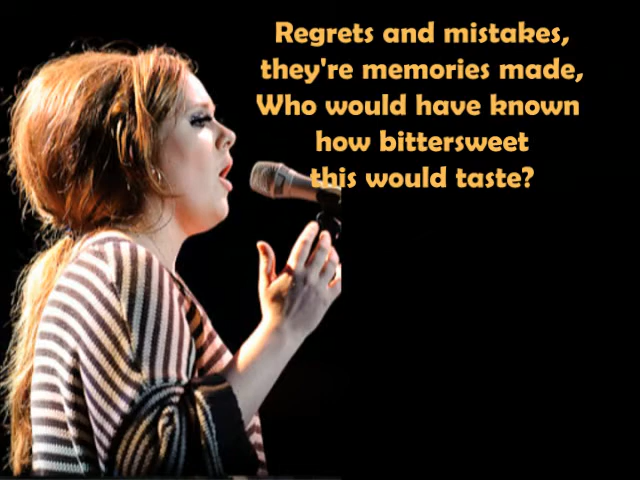 Regrets and mistakes,
they're memories made,
Who would have known
how bittersweet
this would taste?